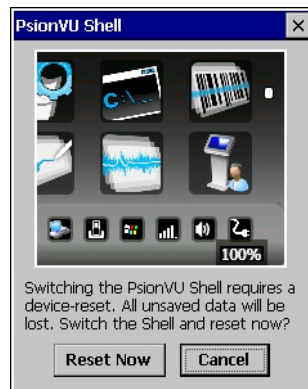 PsionVU Shell
C:\...
100%
Switching the PsionVU Shell requires a
device-reset. All unsaved data will be
lost. Switch the Shell and reset now?
Reset Now
Cancel